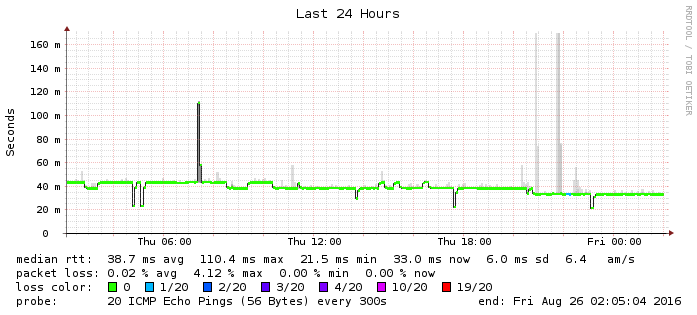 Last 24 Hours
RRDTOOL / TOBI OETIKER
Seconds
160 m
140 m
120 m
100 m
80 m
60 m
40 m
20 m
0
Thu 06:00 Thu 12:00 Thu 18:00 Fri 00:00
median rtt: 38.7 ms avg 110.4 ms max 21.5 ms min 33.0 ms now 6.0 ms sd 6.4 am/s
packet loss: 0.02 % avg 4.12 % max 0.00 % min 0.00 % now
loss color: 0 1/20 2/20 3/20 4/20 10/20 19/20
probe: 20 ICMP Echo Pings (56 Bytes) every 300s end: Fri Aug 26 02:05:04 2016